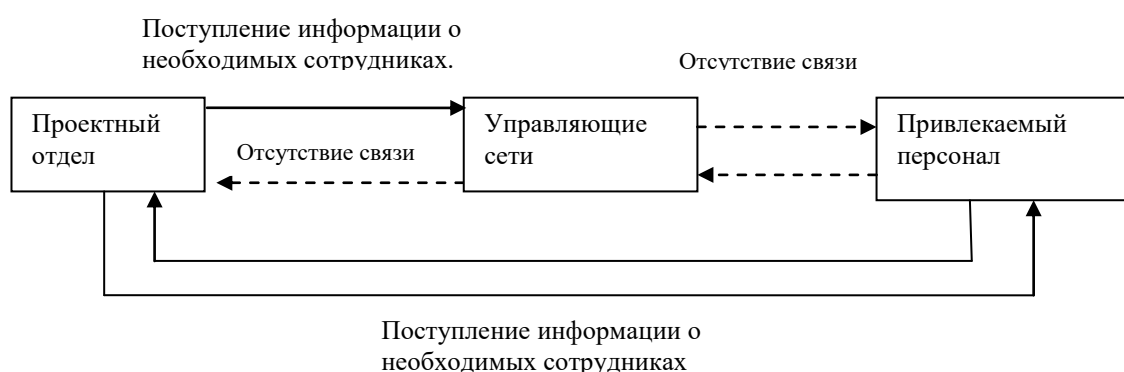 Поступление информации о
необходимых сотрудниках.
Отсутствие связи
Проектный
отдел
Отсутствие связи
Управляющие
сети
Привлекаемый
персонал
Поступление информации о
необходимых сотрудниках